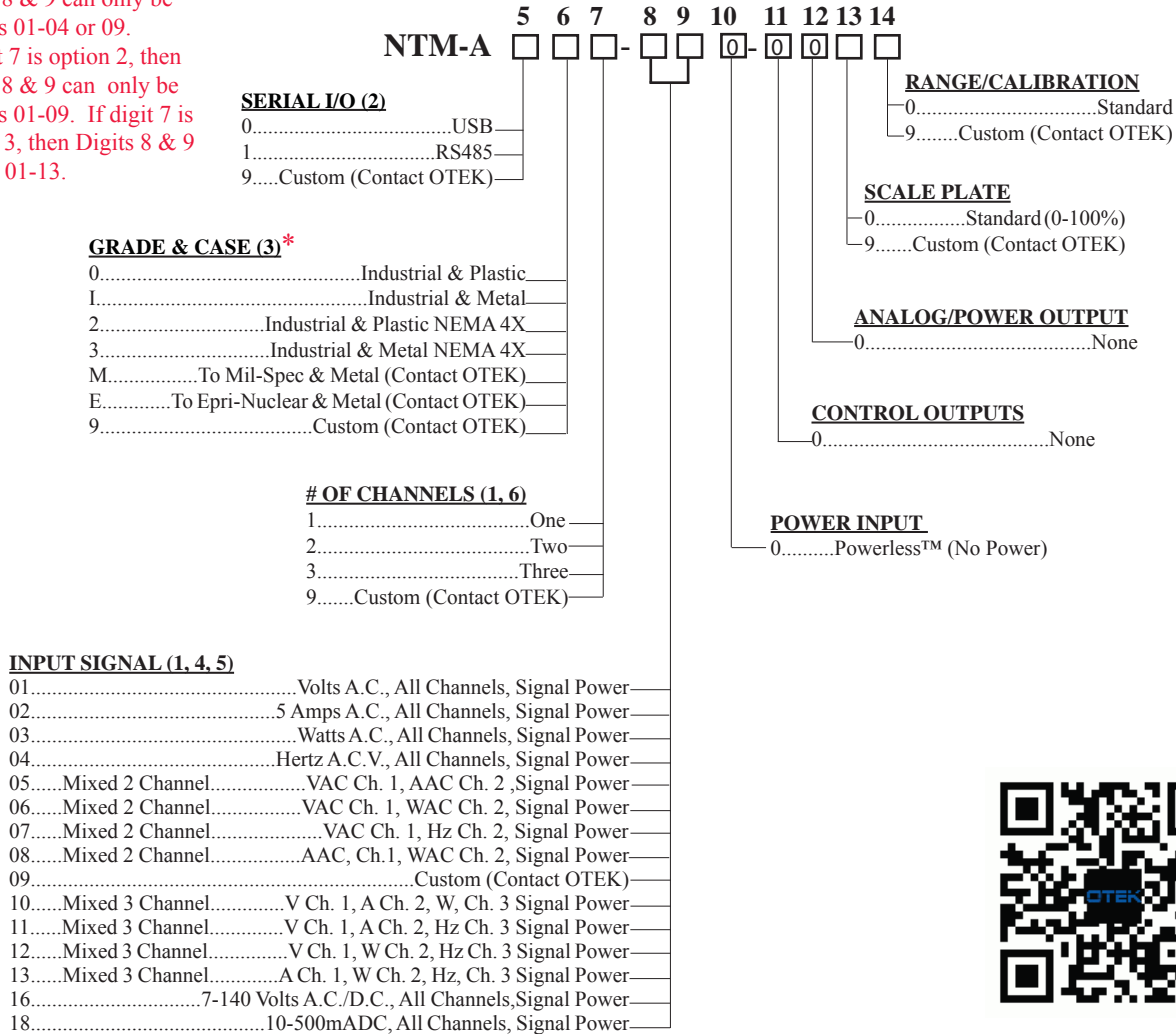 8 & 9 can only be
s 01-04 or 09.
7 is option 2, then
8 & 9 can only be
s 01-09. If digit 7 is
3, then Digits 8 & 9
01-13.
5 6 7 8 9 10 11 12 13 14
NTM-A - 0 - 0 0
SERIAL I/O (2)
0.....................................USB
1..................................RS485
9.....Custom (Contact OTEK)
GRADE & CASE (3)*
0.................................................Industrial & Plastic
I...................................................Industrial & Metal
2...............................Industrial & Plastic NEMA 4X
3................................Industrial & Metal NEMA 4X
M.................To Mil-Spec & Metal (Contact OTEK)
E.............To Epri-Nuclear & Metal (Contact OTEK)
9........................................Custom (Contact OTEK)
# OF CHANNELS (1, 6)
1........................................One
2........................................Two
3......................................Three
9.......Custom (Contact OTEK)
INPUT SIGNAL (1, 4, 5)
01..................................................Volts A.C., All Channels, Signal Power
02..............................................5 Amps A.C., All Channels, Signal Power
03..................................................Watts A.C., All Channels, Signal Power
04..............................................Hertz A.C.V., All Channels, Signal Power
05......Mixed 2 Channel..................VAC Ch. 1, AAC Ch. 2 ,Signal Power
06......Mixed 2 Channel.................VAC Ch. 1, WAC Ch. 2, Signal Power
07......Mixed 2 Channel.....................VAC Ch. 1, Hz Ch. 2, Signal Power
08......Mixed 2 Channel.................AAC, Ch.1, WAC Ch. 2, Signal Power
09........................................................................Custom (Contact OTEK)
10......Mixed 3 Channel..............V Ch. 1, A Ch. 2, W, Ch. 3 Signal Power
11......Mixed 3 Channel..............V Ch. 1, A Ch. 2, Hz Ch. 3 Signal Power
12......Mixed 3 Channel...............V Ch. 1, W Ch. 2, Hz Ch. 3 Signal Power
13......Mixed 3 Channel..............A Ch. 1, W Ch. 2, Hz, Ch. 3 Signal Power
16................................7-140 Volts A.C./D.C., All Channels,Signal Power
18............................................10-500mADC, All Channels, Signal Power
RANGE/CALIBRATION
0..................................Standard
9........Custom (Contact OTEK)
SCALE PLATE
0.................Standard (0-100%)
9.......Custom (Contact OTEK)
ANALOG/POWER OUTPUT
0...........................................None
CONTROL OUTPUTS
0...........................................None
POWER INPUT
0..........Powerless™ (No Power)
OTEK